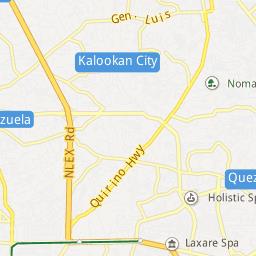 Gen. Luis
Kalookan City
Noma
zuela
NLEX Rd
Quirino Hwy
Quez
Holistic Sp
Laxare Spa